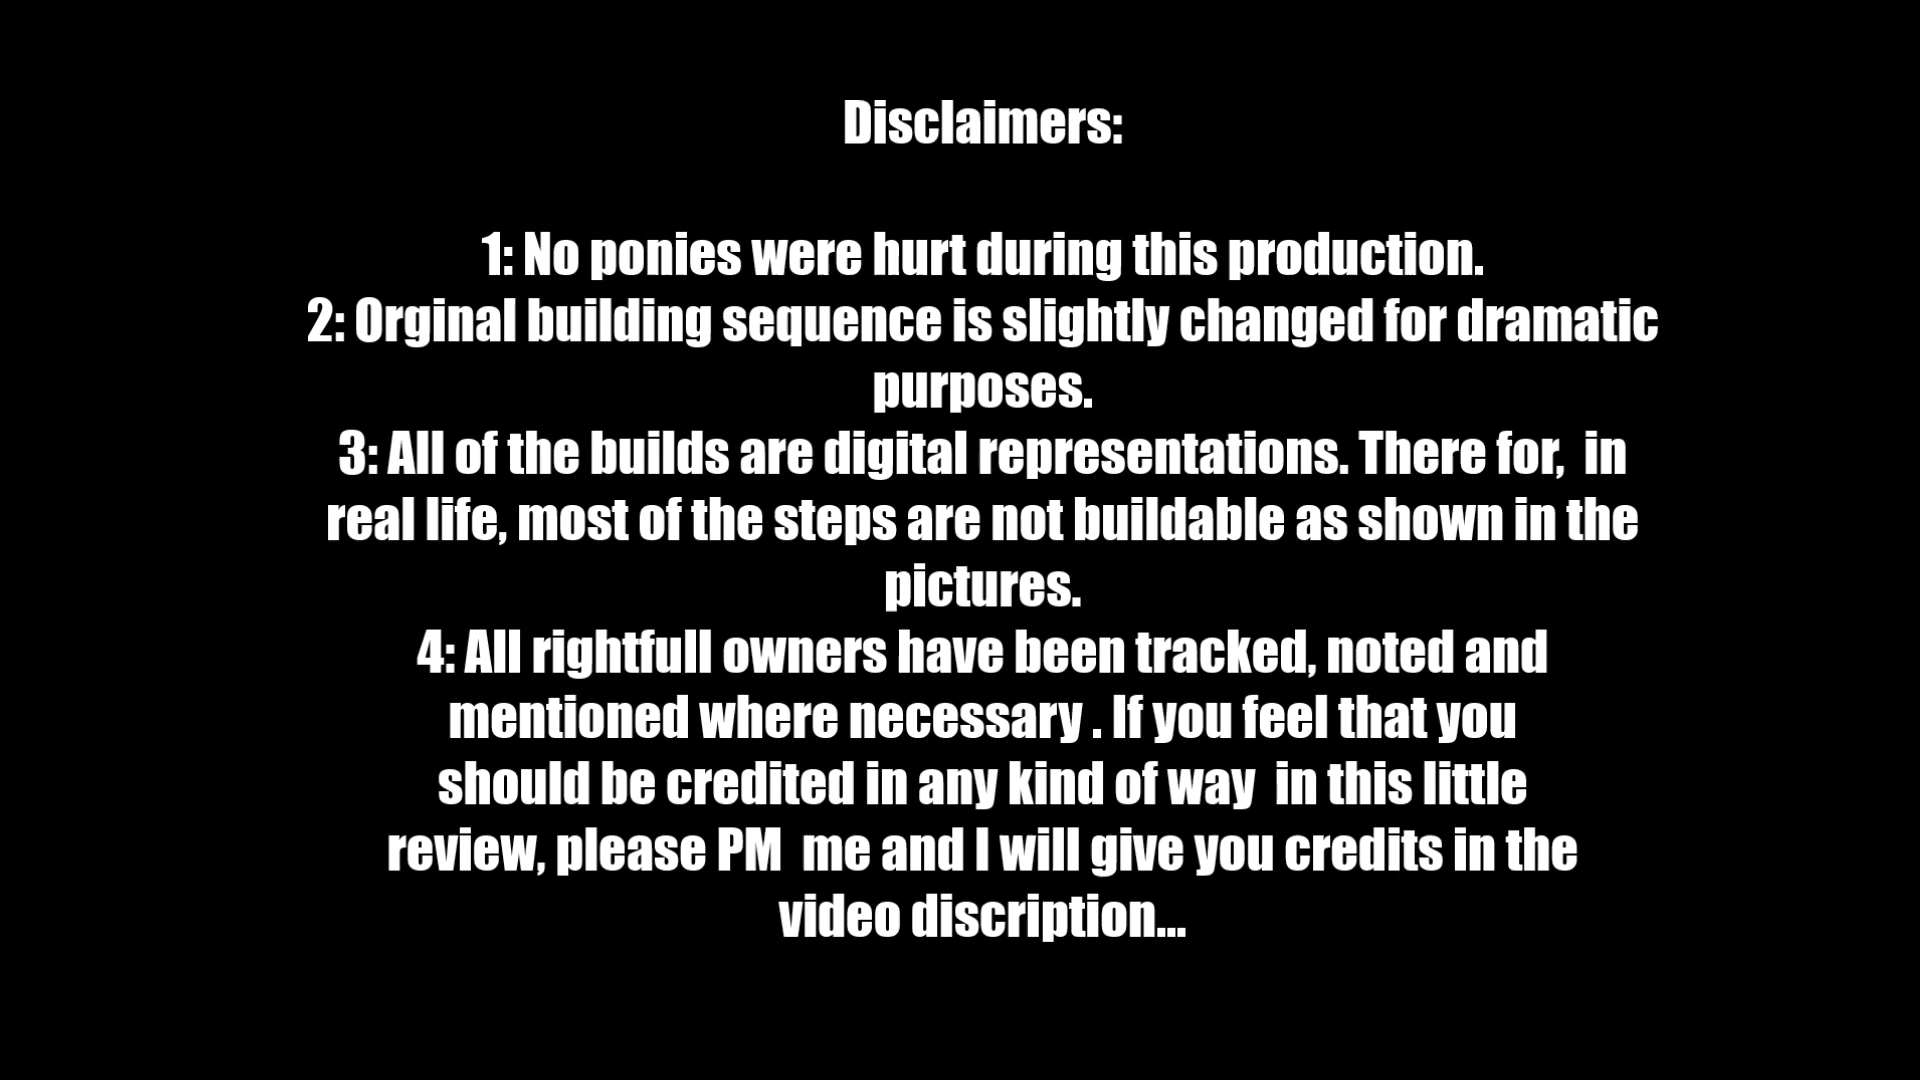 Disclaimers:
1: No ponies were hurt during this production.
2: Orginal building sequence is slightly changed for dramatic
purposes.
3: All of the builds are digital representations. There for,  in
real life, most of the steps are not buildable as shown in the
pictures.
4: All rightfull owners have been tracked, noted and
mentioned where necessary . If you feel that you
should be credited in any kind of way  in this little
review, please PM  me and I will give you credits in the
video discription...